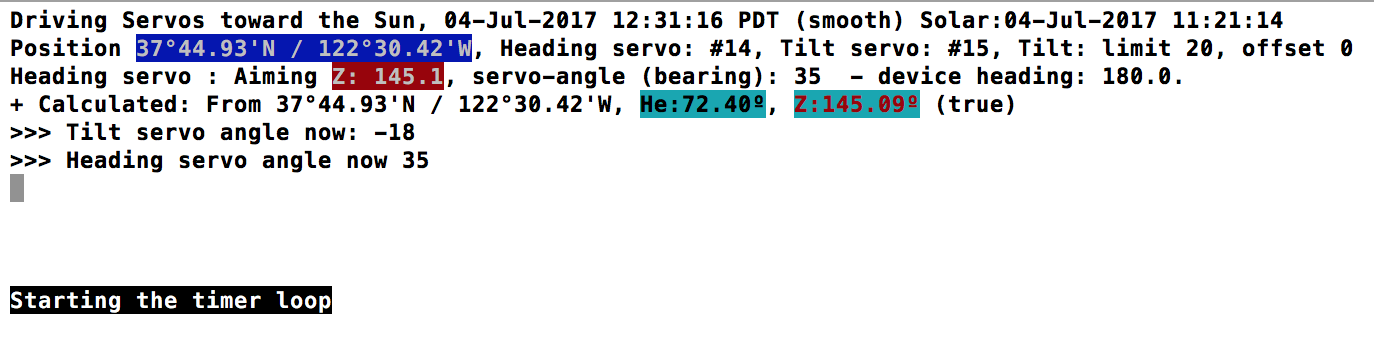 Driving Servos toward the Sun, 04-Jul-2017 12:31:16 PDT (smooth) Solar:04-Jul-2017 11:21:14
Position 37°44.93'N / 122°30.42'W, Heading servo: #14, Tilt servo: #15, Tilt: limit 20, offset 0
Heading servo : Aiming Z: 145.1, servo-angle (bearing): 35  - device heading: 180.0.
+ Calculated: From 37°44.93'N / 122°30.42'W, He:72.40º, Z:145.09º (true)
>>> Tilt servo angle now: -18
>>> Heading servo angle now 35
Starting the timer loop